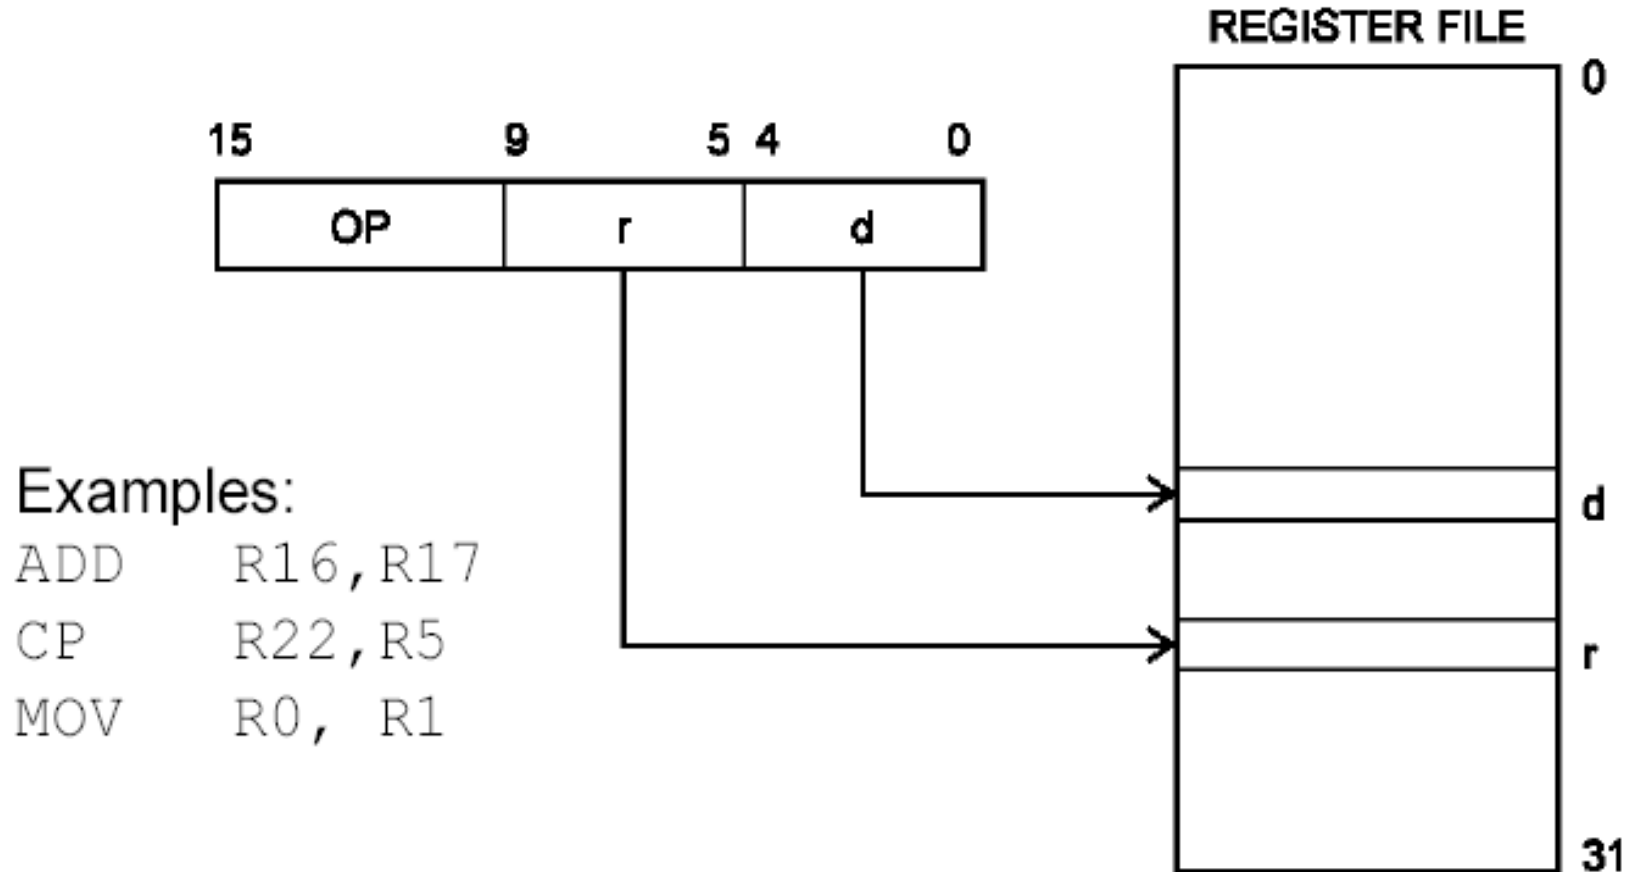 REGISTER FILE
0
15 9 5 4 0
OP r d
Examples:
d
ADD R16,R17
CP R22,R5
r
MOV R0, R1
31